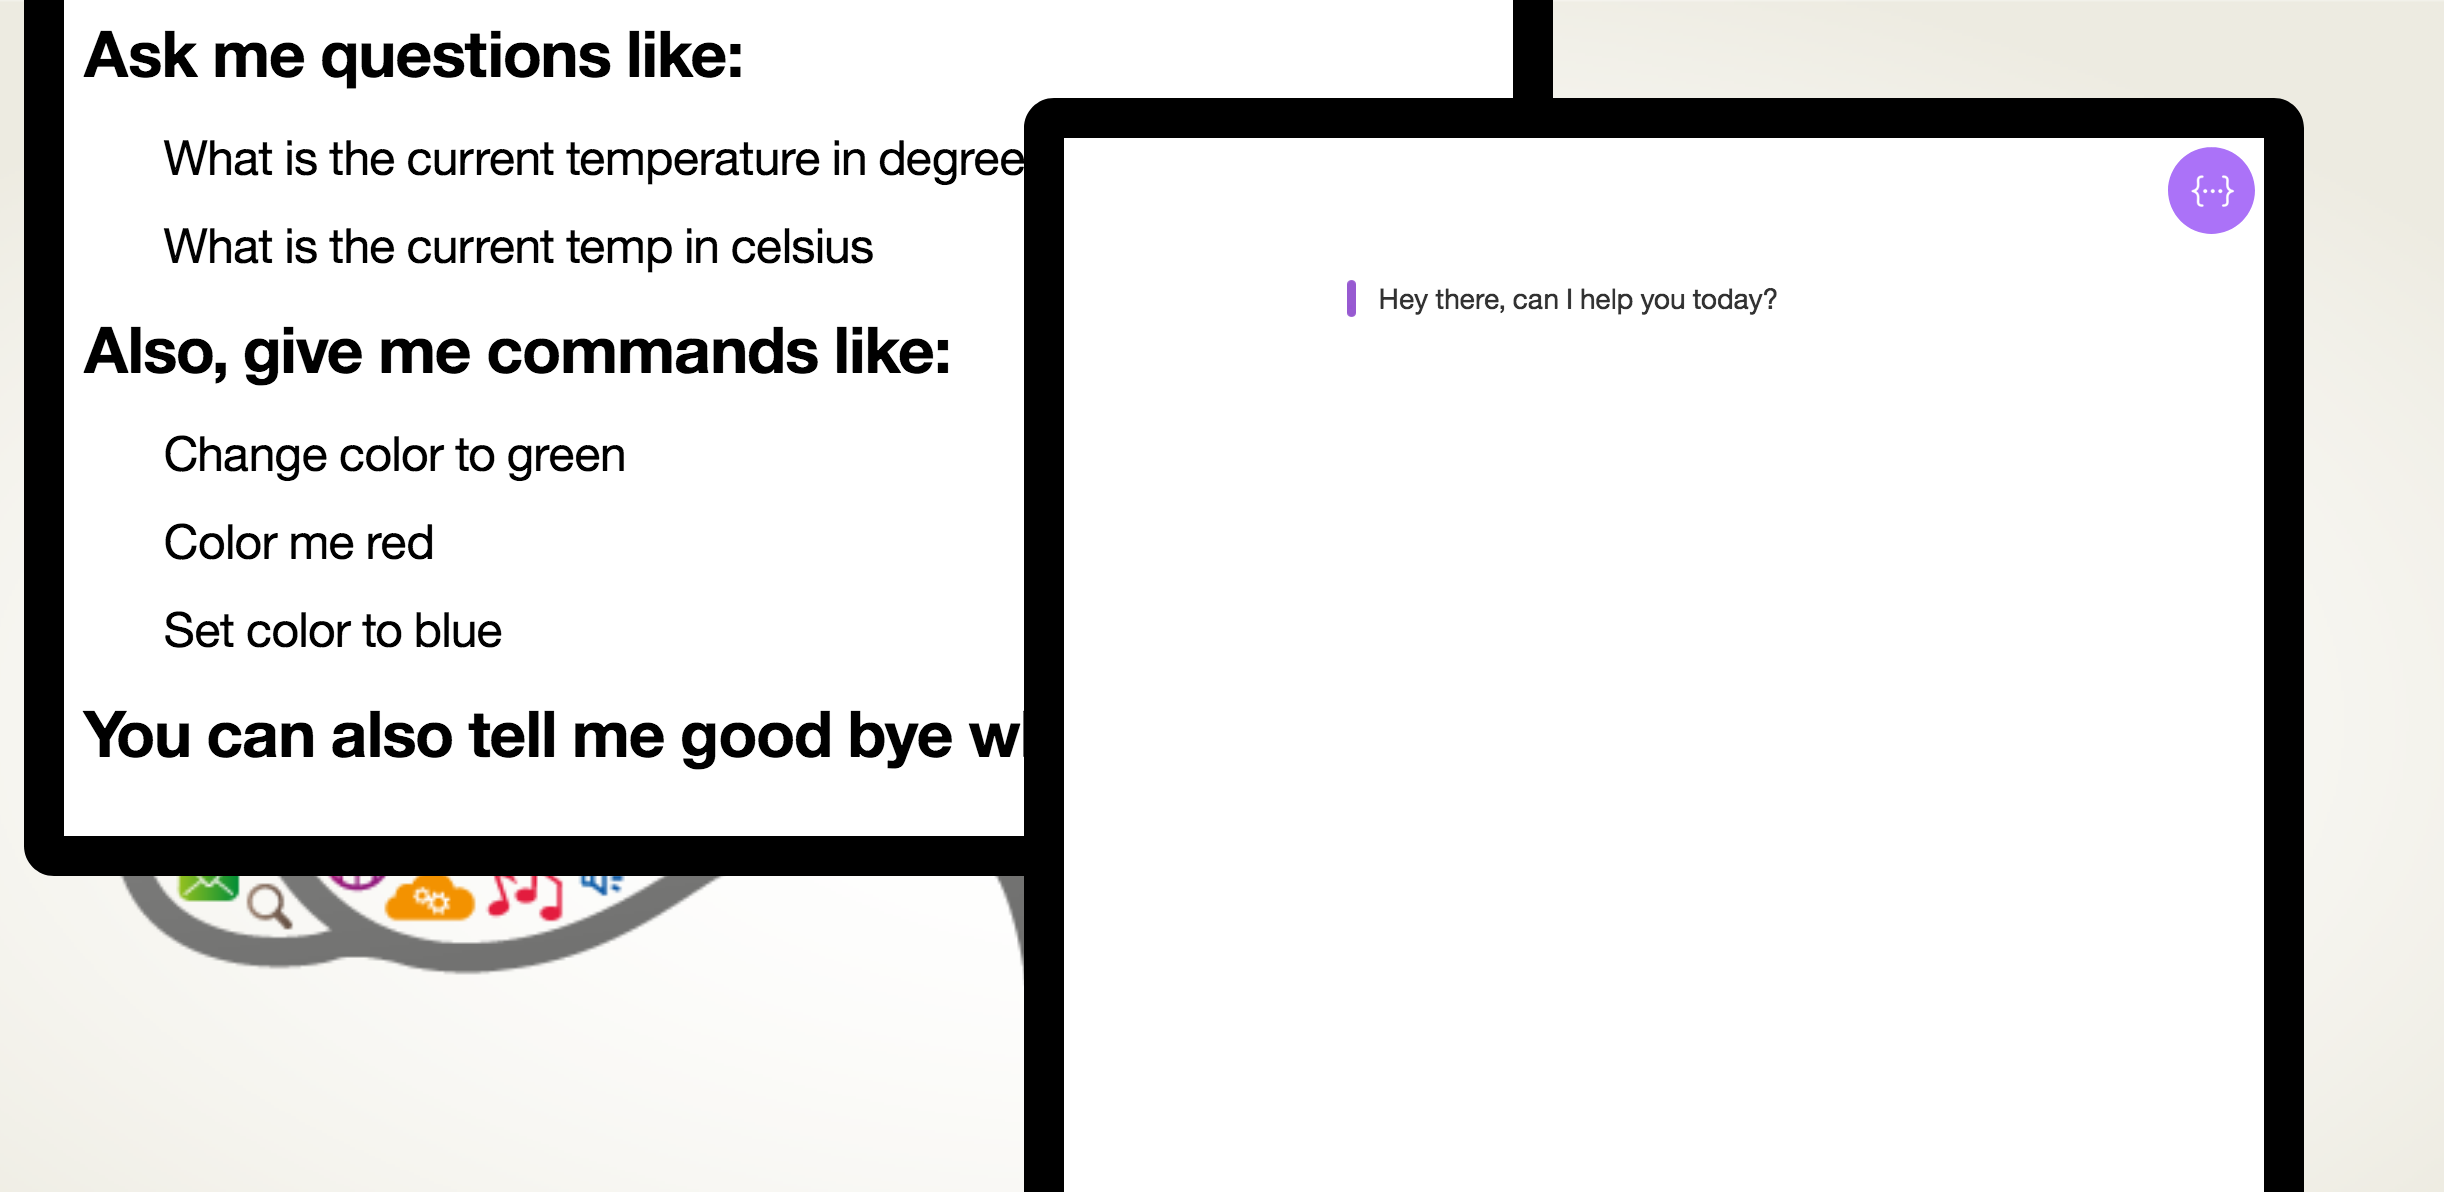 Ask me questions like:
What is the current temperature in degree
What is the current temp in celsius
Also, give me commands like:
Change color to green
Color me red
Set color to blue
You can also tell me good bye
{...}
Hey there, can I help you today?